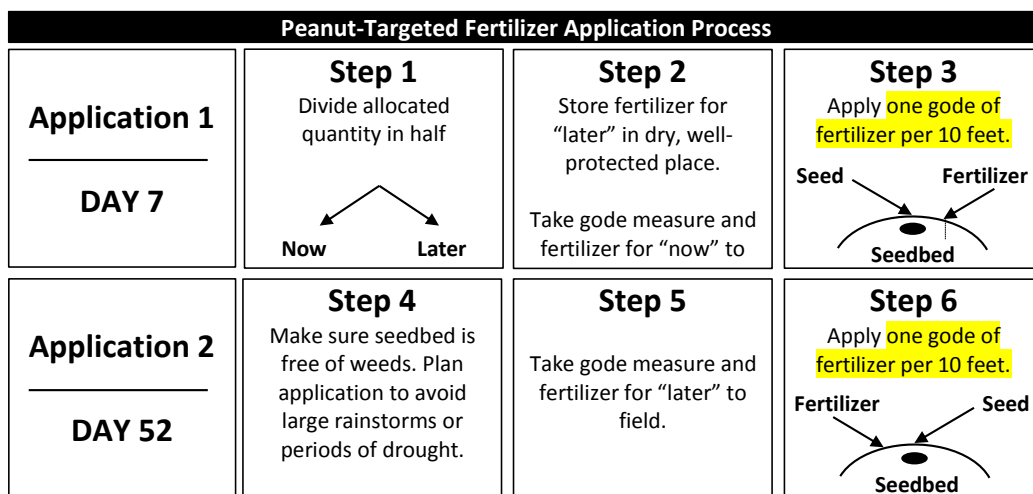 Peanut-Targeted Fertilizer Application Process
Application 1
DAY 7
Step 1
Divide allocated
quantity in half
Now
Later
Step 2
Store fertilizer for
“later” in dry, well-
protected place.
Take gode measure and
fertilizer for “now” to
Step 3
Apply one gode of
fertilizer per 10 feet.
Seed
Fertilizer
Seedbed
Application 2
DAY 52
Step 4
Make sure seedbed is
free of weeds. Plan
application to avoid
large rainstorms or
periods of drought.
Step 5
Take gode measure and
fertilizer for “later” to
field.
Step 6
Apply one gode of
fertilizer per 10 feet.
Fertilizer
Seed
Seedbed